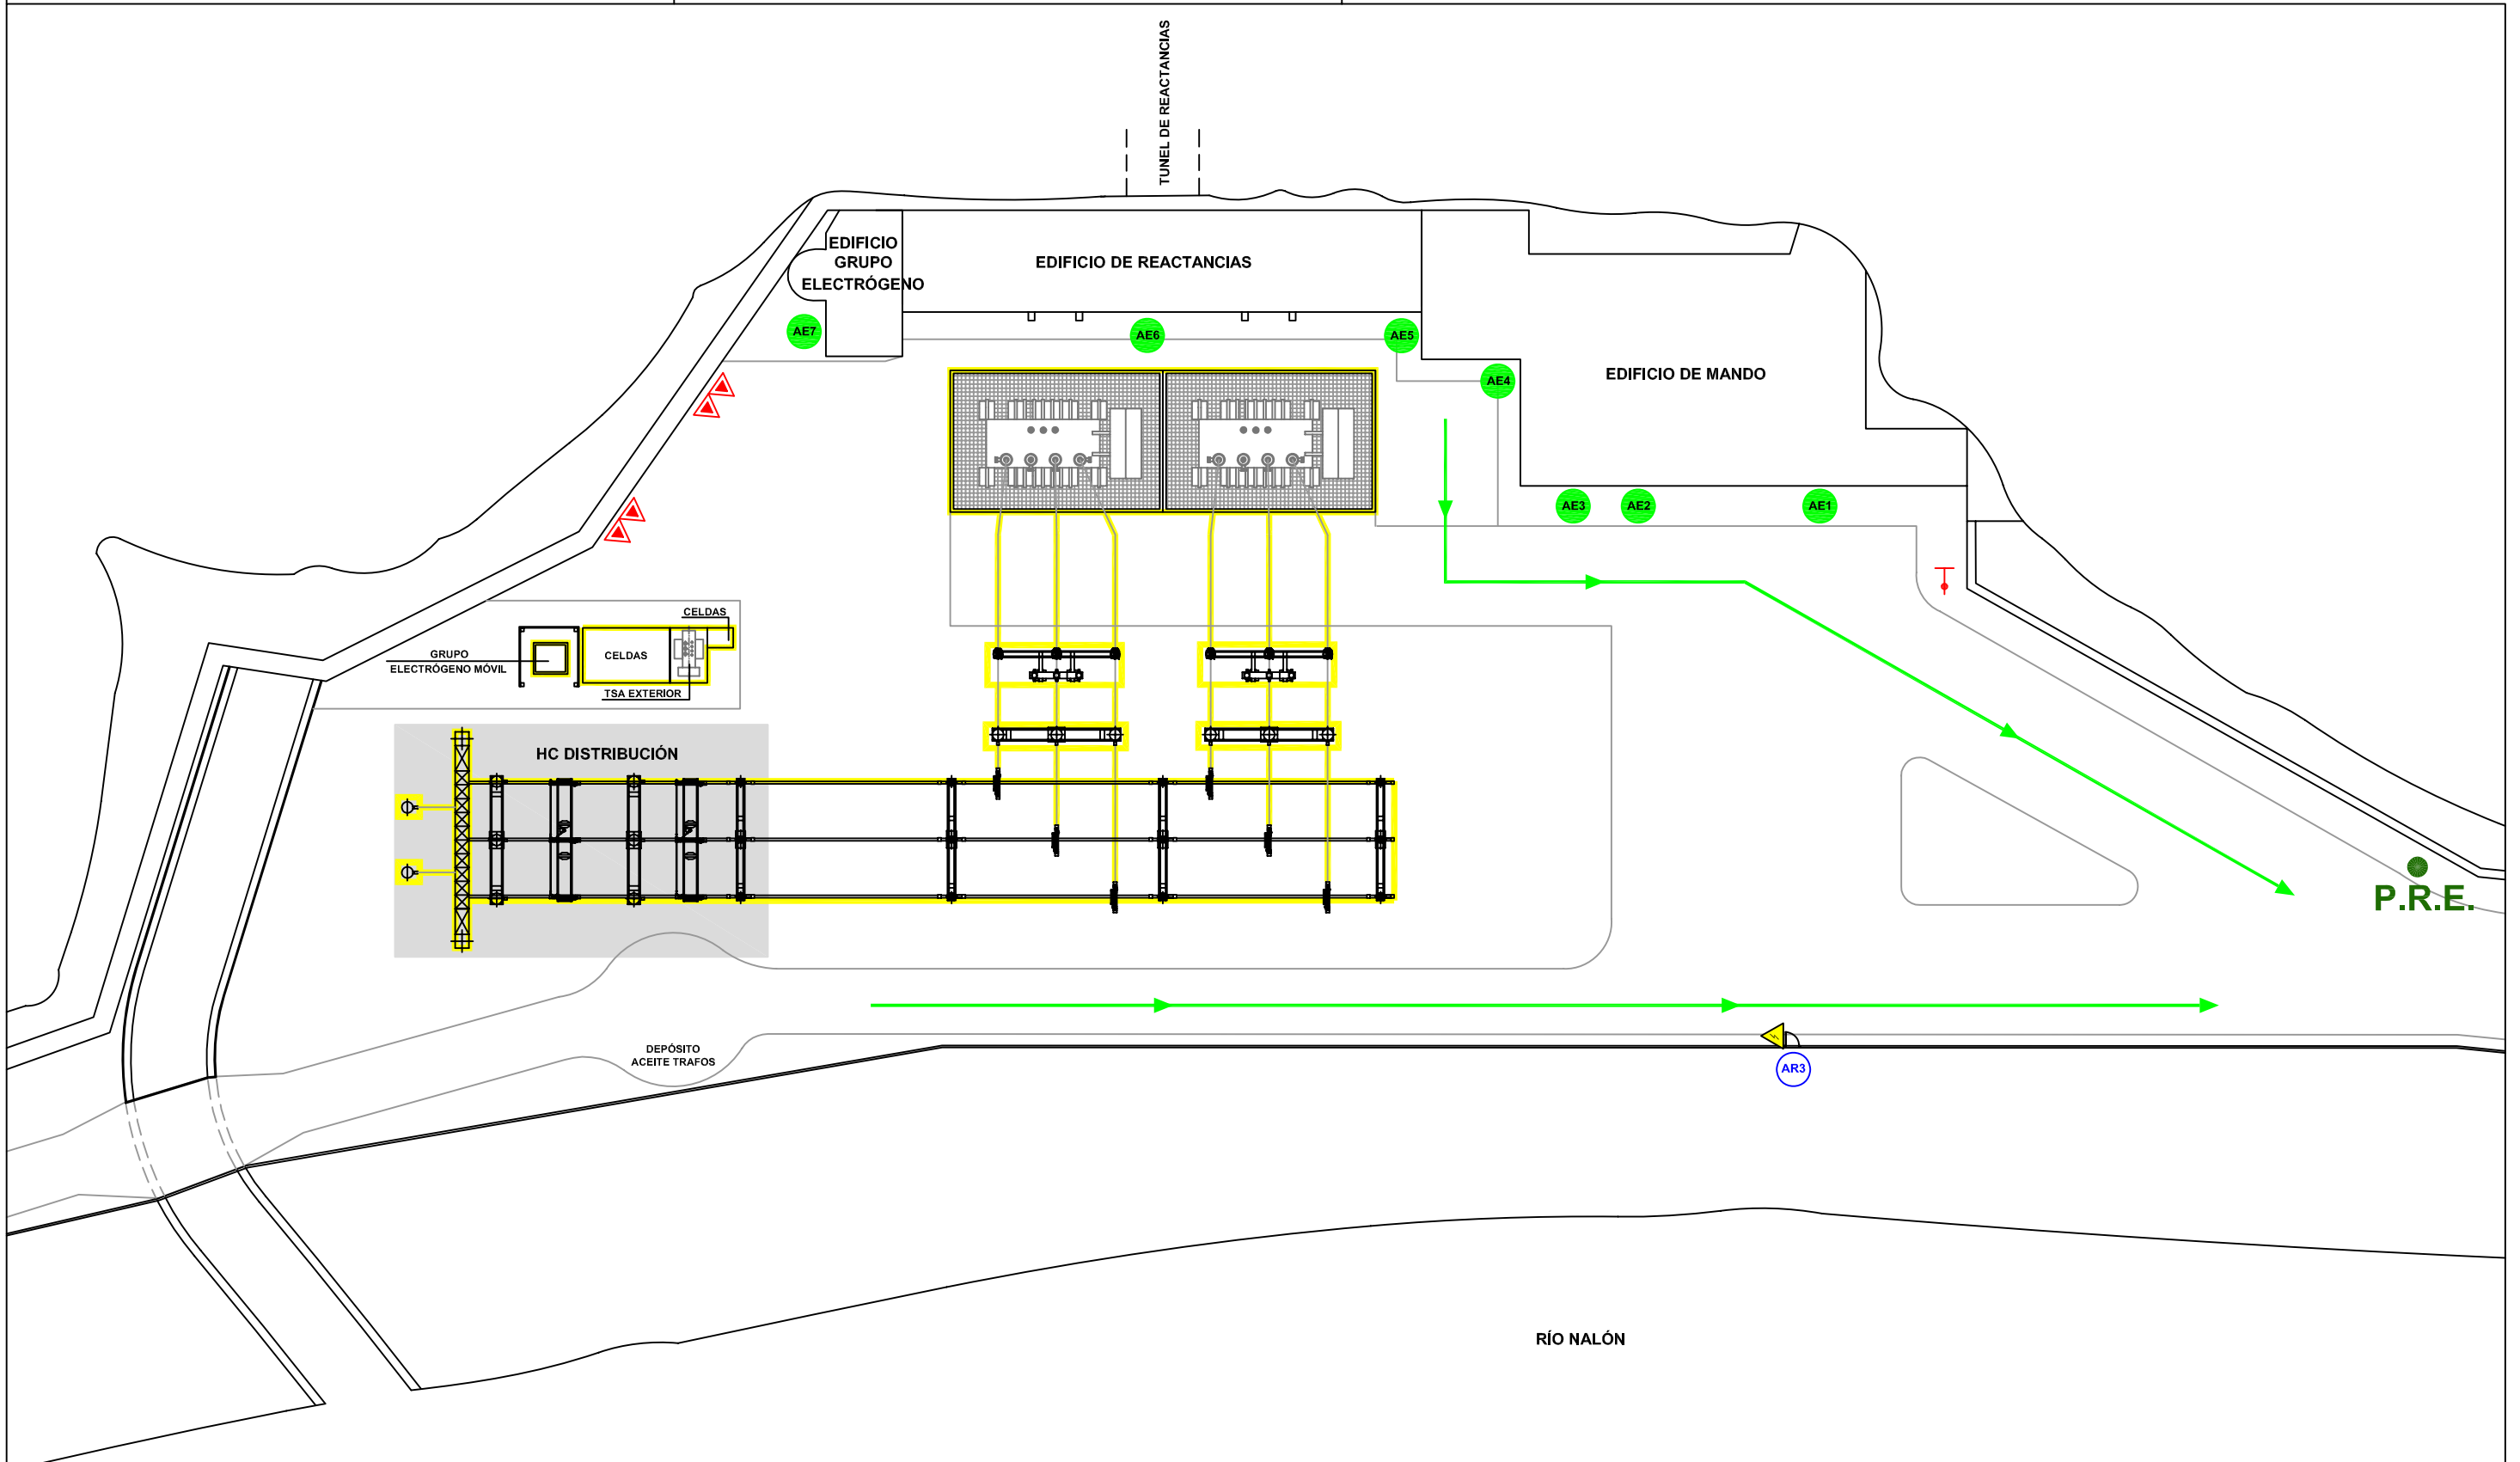 TUNEL DE REACTANCIAS
EDIFICIO
GRUPO
ELECTRÓGENO
EDIFICIO DE REACTANCIAS
AE7
AE6
AE5
AE4
EDIFICIO DE MANDO
AE3
AE2
AE1
CELDAS
GRUPO
ELECTRÓGENO MÓVIL
CELDAS
TSA EXTERIOR
HC DISTRIBUCIÓN
P.R.E.
DEPÓSITO
ACEITE TRAFOS
AR3
RÍO NALÓN